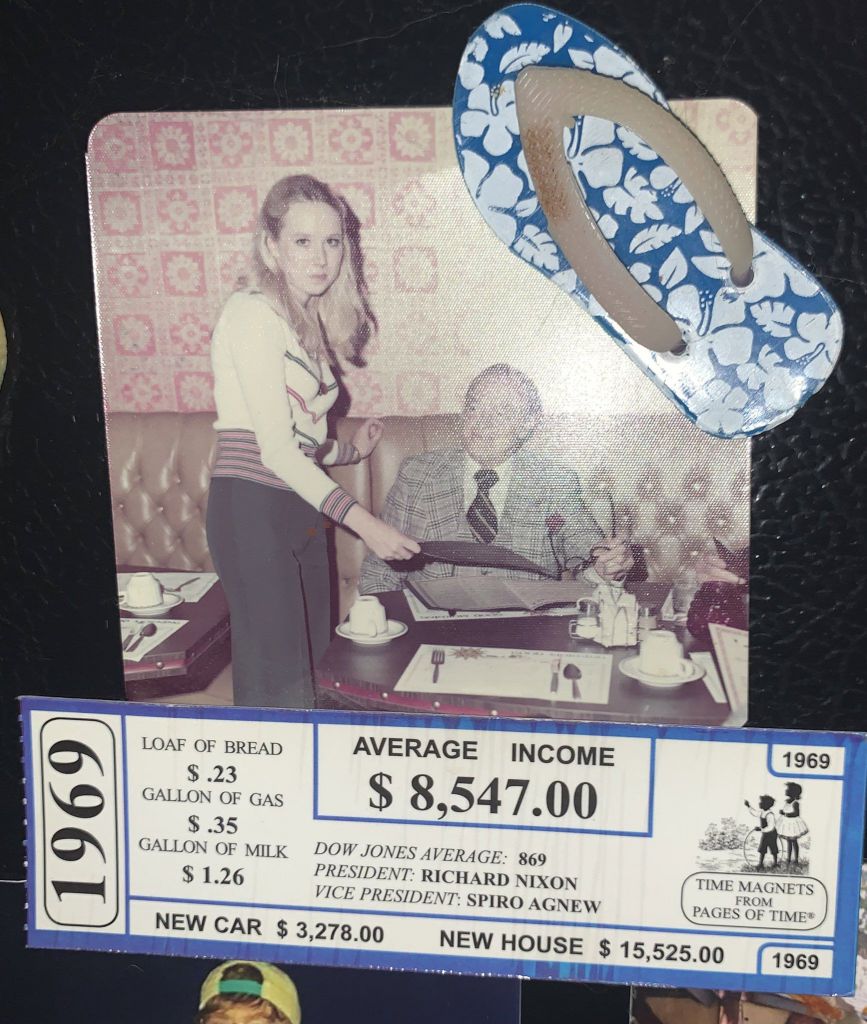 1969
LOAF OF BREAD
$ .23
GALLON OF GAS
$ .35
GALLON OF MILK
$ 1.26
AVERAGE INCOME
$ 8,547.00
DOW JONES AVERAGE: 869
PRESIDENT: RICHARD NIXON
VICE PRESIDENT: SPIRO AGNEW
1969
TIME MAGNETS
FROM
PAGES OF TIME®
NEW CAR $ 3,278.00
NEW HOUSE $ 15,525.00
1969